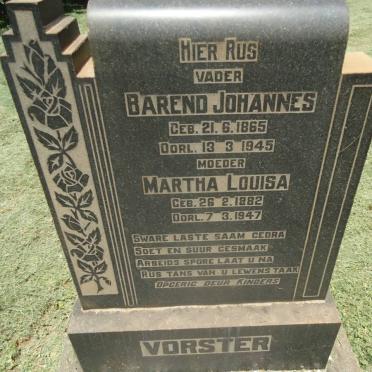 HIER RUS
VADER
BAREND JOHANNES
GEB. 21.6.1865
OORL. 13.3.1945
MOEDER
MARTHA LOUISA
GEB. 26.2.1882
OORL. 7.3.1947
SWARE LASTE SAAM GEDRA
SOET EN SUUR GESMAAK
ARBEIDS SPORE LAAT U NA
RUS TANS VAN U LEWENS TAAK
OPGERIG DEUR KINDERS
VORSTER